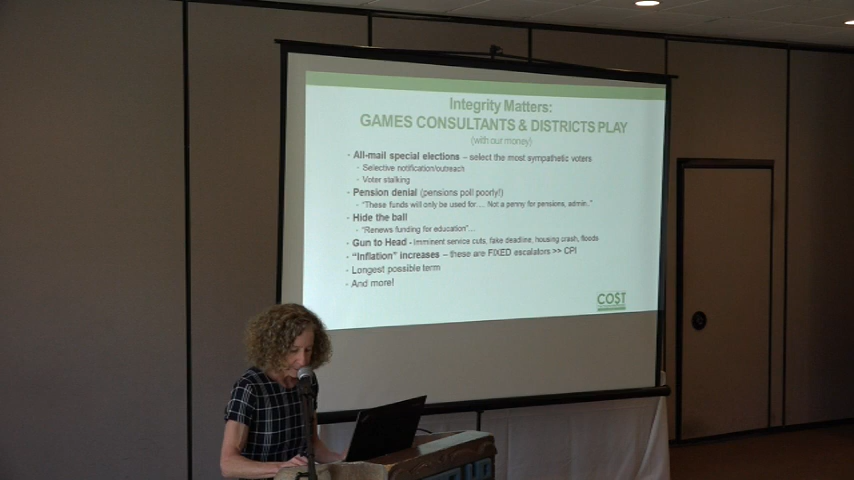 Integrity Matters:
GAMES CONSULTANTS & DISTRICTS PLAY
(with our money)
· All-mail special elections – select the most sympathetic voters
· Selective notification/outreach
· Voter stalking
· Pension denial (pensions poll poorly!)
· "These funds will only be used for…. Not a penny for pensions, admin.."
· Hide the ball
· "Renews funding for education"…
· Gun to Head - imminent service cuts, fake deadline, housing crash, floods
· "Inflation" increases – these are FIXED escalators >> CPI
· Longest possible term
· And more!
CO$T